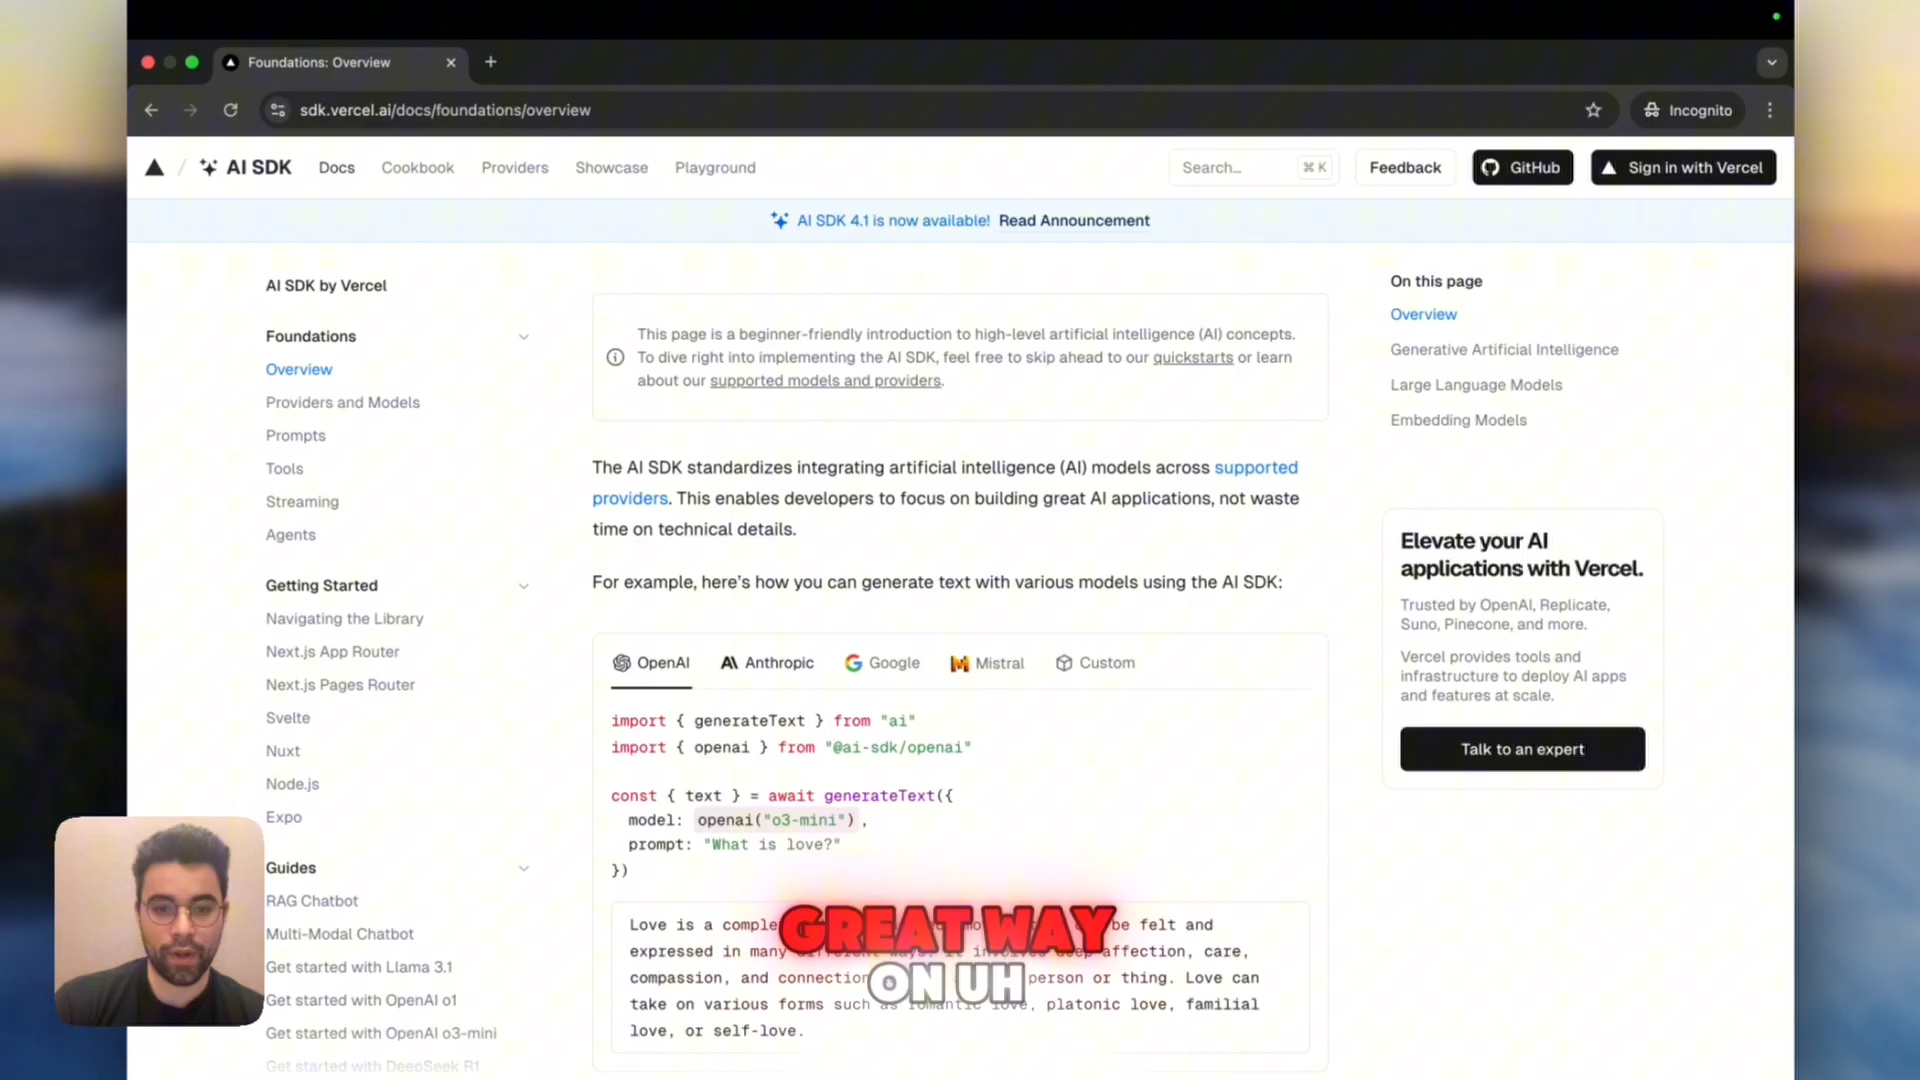 Foundations: Overview
sdk.vercel.ai/docs/foundations/overview
Incognito
AI SDK
Docs
Cookbook
Providers
Showcase
Playground
Search...
⌘ K
Feedback
GitHub
Sign in with Vercel
AI SDK 4.1 is now available! Read Announcement
AI SDK by Vercel
Foundations
Overview
Providers and Models
Prompts
Tools
Streaming
Agents
Getting Started
Navigating the Library
Next.js App Router
Next.js Pages Router
Svelte
Nuxt
Node.js
Expo
Guides
RAG Chatbot
Multi-Modal Chatbot
Get started with Llama 3.1
Get started with OpenAI o1
Get started with OpenAI o3-mini
Get started with DeepSeek R1
This page is a beginner-friendly introduction to high-level artificial intelligence (AI) concepts.
To dive right into implementing the AI SDK, feel free to skip ahead to our quickstarts or learn
about our supported models and providers.
The AI SDK standardizes integrating artificial intelligence (AI) models across supported
providers. This enables developers to focus on building great AI applications, not waste
time on technical details.
For example, here's how you can generate text with various models using the AI SDK:
OpenAI
Anthropic
Google
Mistral
Custom
import { generateText } from "ai"
import { openai } from "@ai-sdk/openai"
const { text } = await generateText({
model: openai("o3-mini"),
prompt: "What is love?"
})
Love is a be felt and
expressed in many affection, care,
compassion, and connection person or thing. Love can
take on various forms such as romantic love, platonic love, familial
love, or self-love.
GREAT WAY
ON UH
On this page
Overview
Generative Artificial Intelligence
Large Language Models
Embedding Models
Elevate your AI
applications with Vercel.
Trusted by OpenAI, Replicate,
Suno, Pinecone, and more.
Vercel provides tools and
infrastructure to deploy AI apps
and features at scale.
Talk to an expert